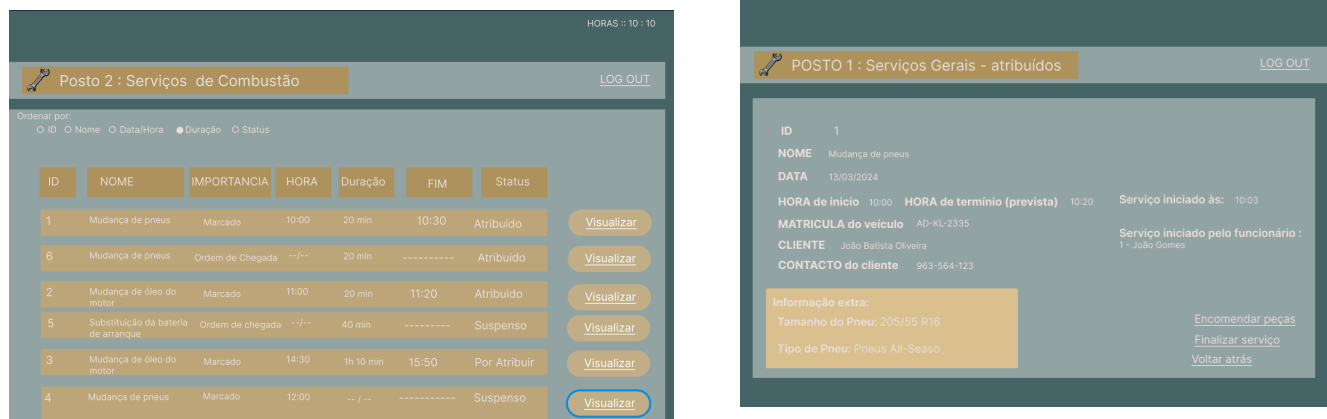 HORAS :: 10 : 10
Posto 2 : Serviços de Combustão
LOG OUT
Ordenar por:
ID Nome Data/Hora Duração Status
ID NOME IMPORTANCIA HORA Duração FIM Status
1 Mudança de pneus Marcado 10:00 20 min 10:30 Atribuido Visualizar
6 Mudança de pneus Ordem de Chegada --/-- 20 min ---------- Atribuido Visualizar
2 Mudança de óleo do motor Marcado 11:00 20 min 11:20 Atribuido Visualizar
5 Substituição da bateria de arranque Ordem de chegada --/-- 40 min --------- Suspenso Visualizar
3 Mudança de óleo do motor Marcado 14:30 1h 10 min 15:50 Por Atribuir Visualizar
4 Mudança de pneus Marcado 12:00 -- / -- ----------- Suspenso Visualizar
POSTO 1 : Serviços Gerais - atribuídos
LOG OUT
ID 1
NOME Mudança de pneus
DATA 13/03/2024
HORA de inicio 10:00 HORA de termínio (prevista) 10:20
MATRICULA do veículo AD-KL-2335
CLIENTE João Batista Oliveira
CONTACTO do cliente 963-564-123
Serviço iniciado às: 10:03
Serviço iniciado pelo funcionário :
1 - João Gomes
Informação extra:
Tamanho do Pneu: 205/55 R16
Tipo de Pneu: Pneus All-Seaso
Encomendar peças
Finalizar serviço
Voltar atrás